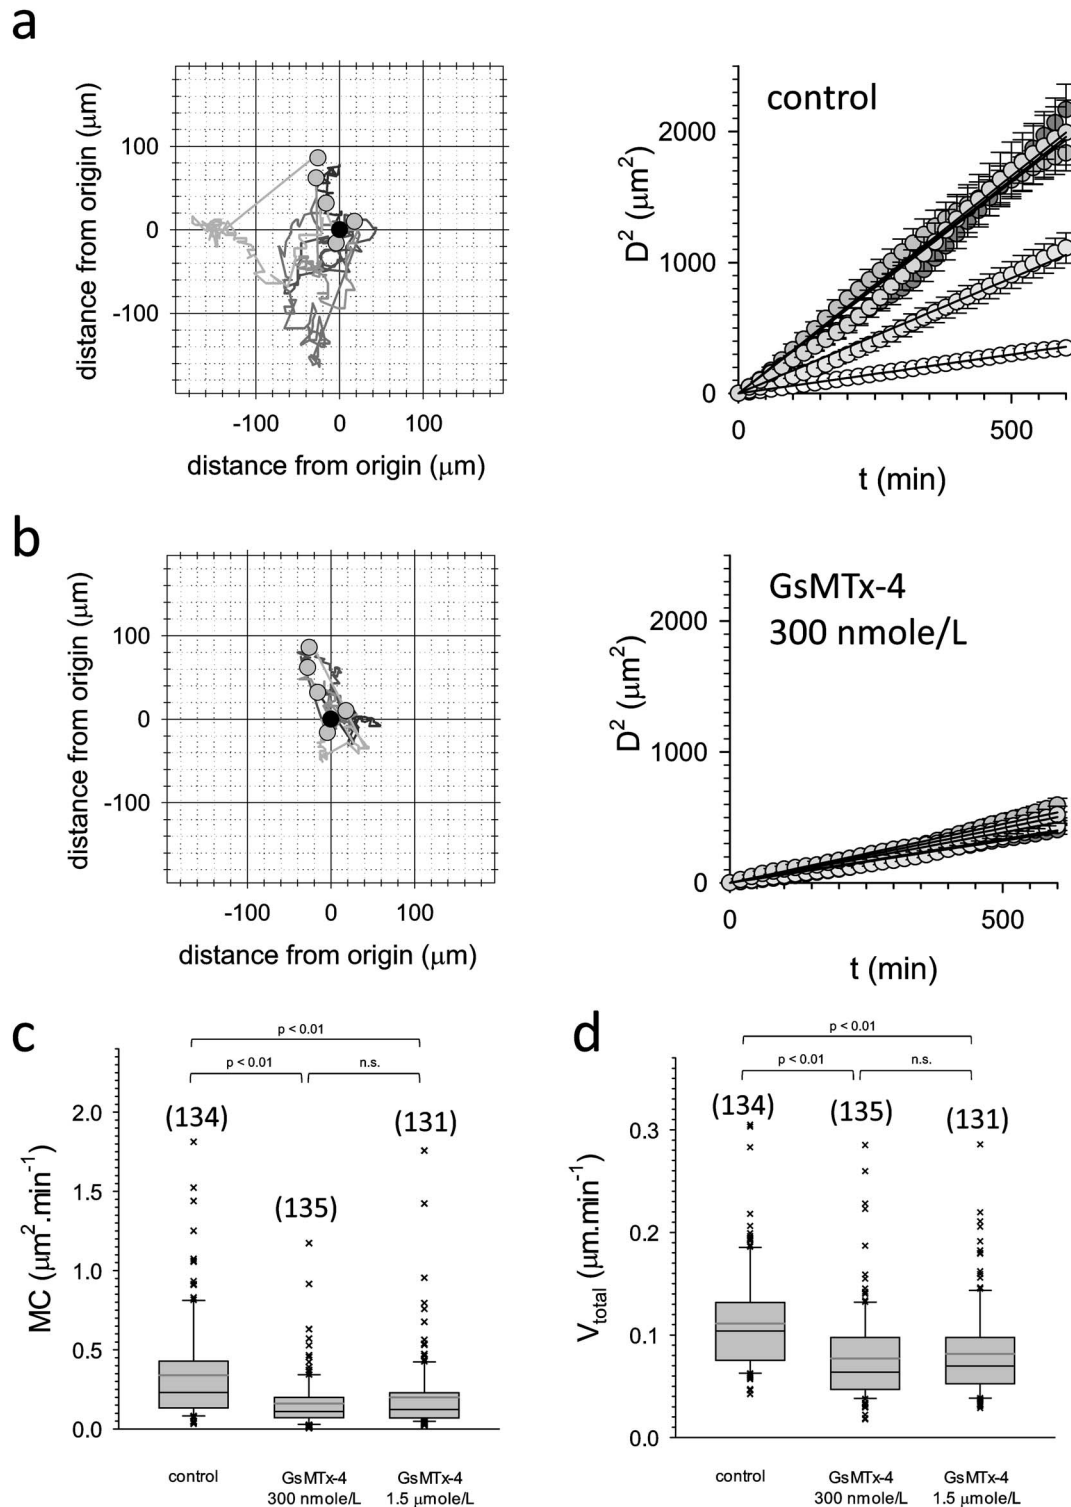 a
distance from origin (μm)
100
0
-100
-100 0 100
distance from origin (μm)
control
D² (μm²)
2000
1000
0
0 500
t (min)
b
distance from origin (μm)
100
0
-100
-100 0 100
distance from origin (μm)
GsMTx-4
300 nmole/L
D² (μm²)
2000
1000
0
0 500
t (min)
c
p < 0.01
p < 0.01 n.s.
(134) (131)
(135)
MC (μm².min⁻¹)
2.0
1.5
1.0
0.5
0.0
control GsMTx-4 GsMTx-4
300 nmole/L 1.5 μmole/L
d
p < 0.01
p < 0.01 n.s.
(134) (135) (131)
Vtotal (μm.min⁻¹)
0.3
0.2
0.1
0.0
control GsMTx-4 GsMTx-4
300 nmole/L 1.5 μmole/L